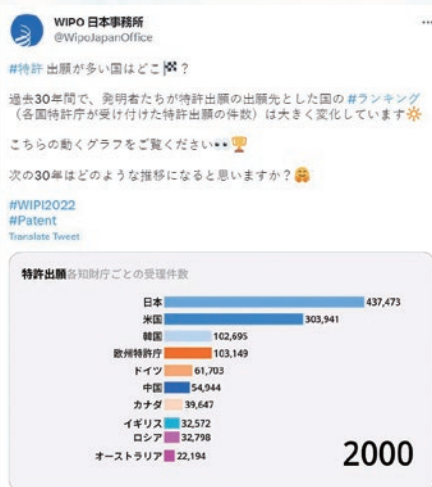 WIPO 日本事務所
@WipoJapanOffice
#特許 出願が多い国はどこ🏁？
過去30年間で、発明者たちが特許出願の出願先とした国の #ランキング
（各国特許庁が受け付けた特許出願の件数）は大きく変化しています🔆
こちらの動くグラフをご覧ください👀🏆
次の30年はどのような推移になると思いますか？🤗
#WIPI2022
#Patent
Translate Tweet
特許出願各知財庁ごとの受理件数
日本 437,473
米国 303,941
韓国 102,695
欧州特許庁 103,149
ドイツ 61,703
中国 54,944
カナダ 39,647
イギリス 32,572
ロシア 32,798
オーストラリア 22,194
2000